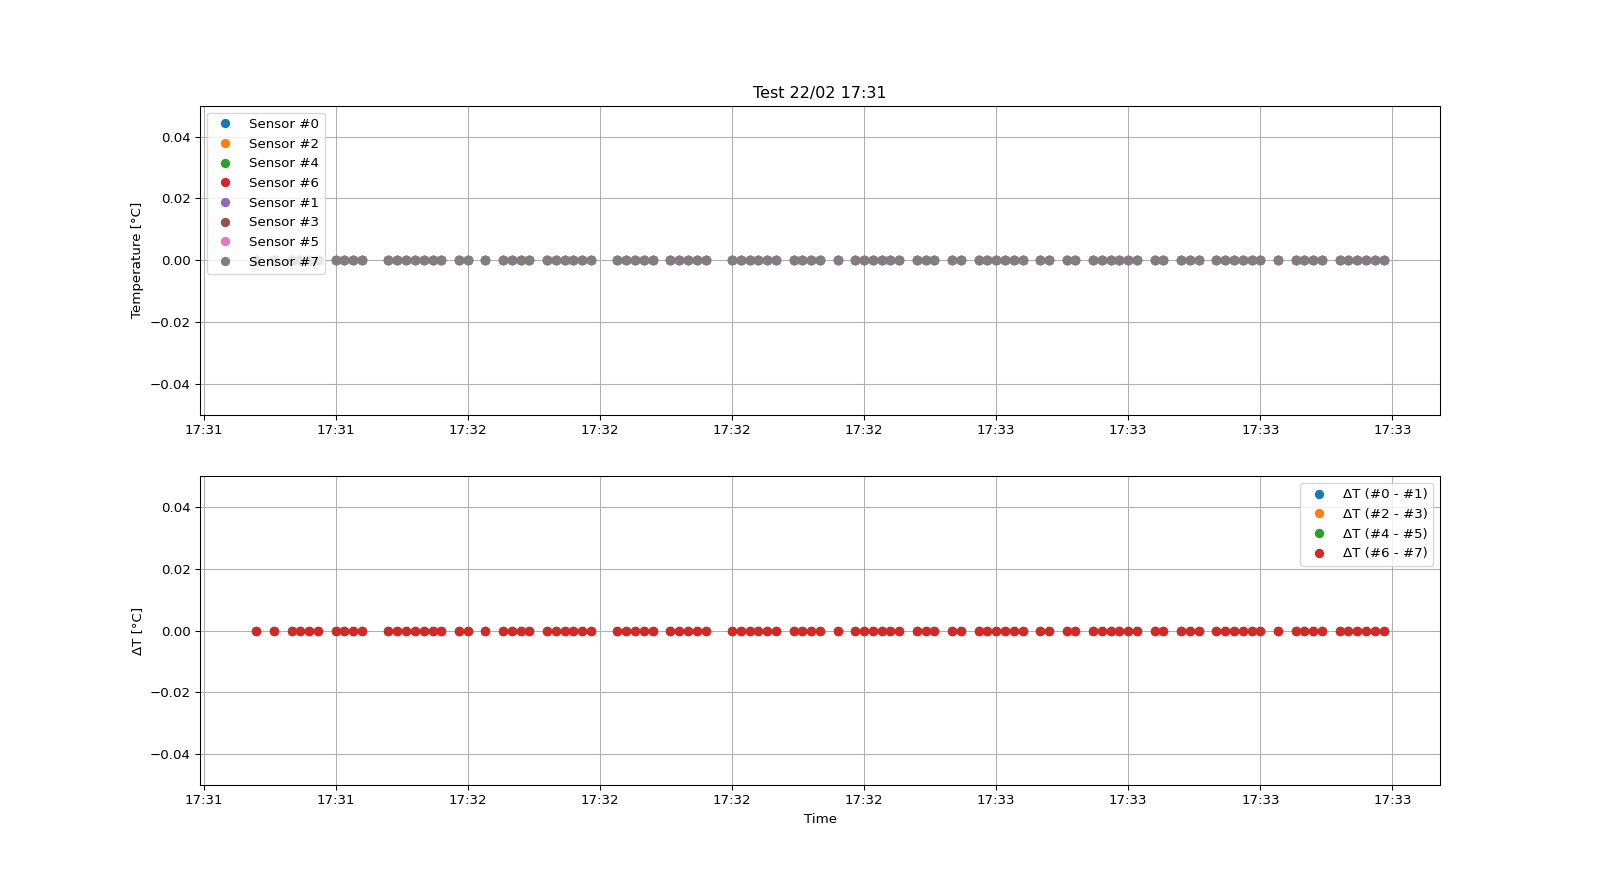 Test 22/02 17:31
Temperature [°C]
0.04
0.02
0.00
−0.02
−0.04
Sensor #0
Sensor #2
Sensor #4
Sensor #6
Sensor #1
Sensor #3
Sensor #5
Sensor #7
17:31 17:31 17:32 17:32 17:32 17:32 17:33 17:33 17:33 17:33
ΔT [°C]
0.04
0.02
0.00
−0.02
−0.04
ΔT (#0 - #1)
ΔT (#2 - #3)
ΔT (#4 - #5)
ΔT (#6 - #7)
17:31 17:31 17:32 17:32 17:32 17:32 17:33 17:33 17:33 17:33
Time